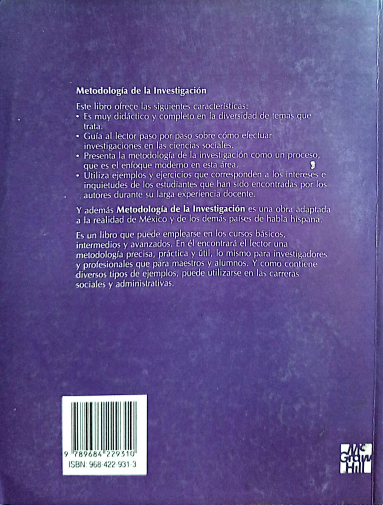 Metodología de la Investigación
Este libro ofrece las siguientes características:
• Es muy didáctico y completo en la diversidad de temas que
trata.
• Guía al lector paso por paso sobre cómo efectuar
investigaciones en las ciencias sociales.
• Presenta la metodología de la investigación como un proceso,
que es el enfoque moderno en esta área.
• Utiliza ejemplos y ejercicios que corresponden a los intereses e
inquietudes de los estudiantes que han sido encontradas por los
autores durante su larga experiencia docente.
Y además Metodología de la Investigación es una obra adaptada
a la realidad de México y de los demás países de habla hispana.
Es un libro que puede emplearse en los cursos básicos,
intermedios y avanzados. En él encontrará el lector una
metodología precisa, práctica y útil, lo mismo para investigadores
y profesionales que para maestros y alumnos. Y como contiene
diversos tipos de ejemplos, puede utilizarse en las carreras
sociales y administrativas.
9 789684 229310
ISBN: 968-422-931-3
Mc
Graw
Hill